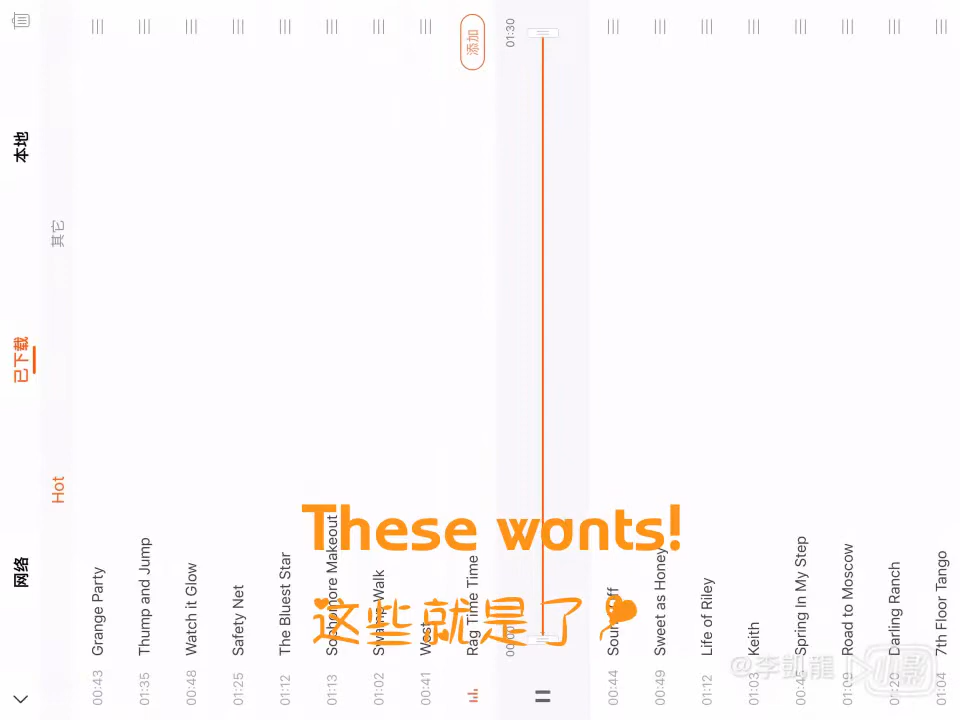 网络
已下载
本地
Hot
其它
00:43 Grange Party
01:35 Thump and Jump
00:48 Watch it Glow
01:25 Safety Net
01:12 The Bluest Star
01:13 Sophomore Makeout
01:02 Swamp Walk
00:41 West
Rag Time Time 添加
01:30
00:44
00:49 Sweet as Honey
01:12 Life of Riley
01:03 Keith
Spring In My Step
Road to Moscow
Darling Ranch
01:04 7th Floor Tango
These wants!
这些就是了
@李凯龍 小影